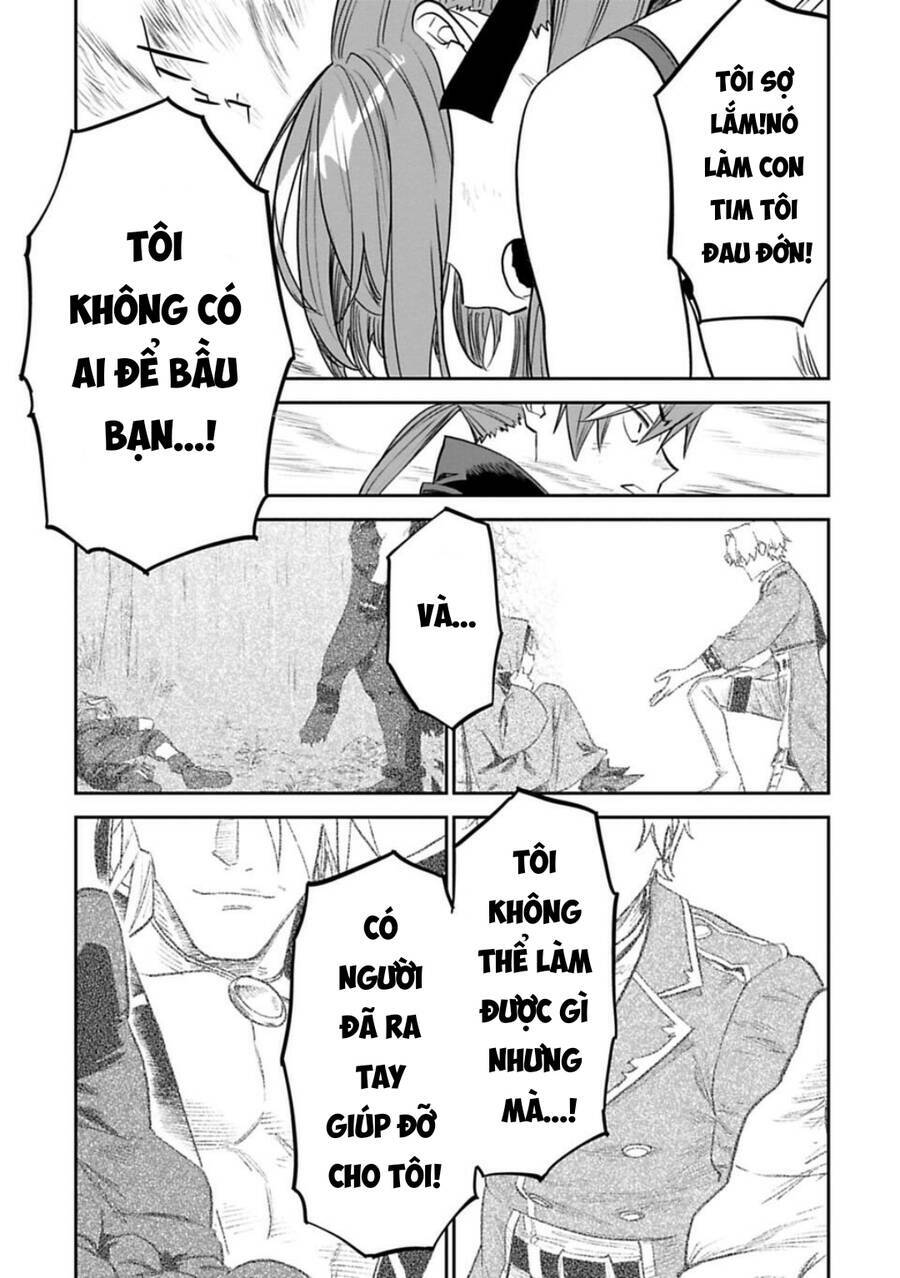 TÔI SỢ
LẮM!NÓ
LÀM CON
TIM TÔI
ĐAU ĐỚN!
TÔI
KHÔNG CÓ
AI ĐỂ BẦU
BẠN...!
VÀ...
TÔI
KHÔNG
THỂ LÀM
ĐƯỢC GÌ
NHƯNG
MÀ...!
CÓ
NGƯỜI
ĐÃ RA
TAY
GIÚP ĐỠ
CHO TÔI!